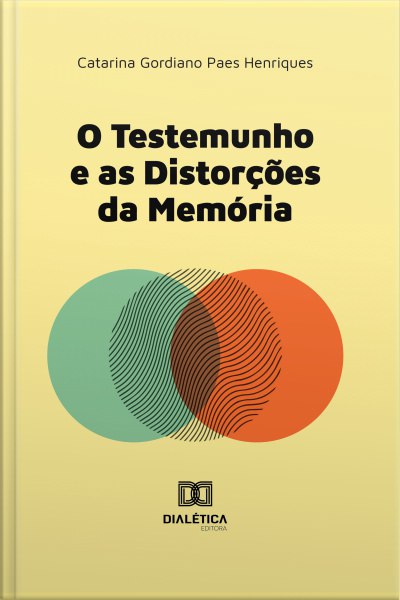 Catarina Gordiano Paes Henriques
O Testemunho
e as Distorções
da Memória
DIALÉTICA
EDITORA